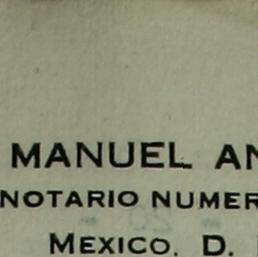 MANUEL AN
NOTARIO NUMER
MEXICO, D.